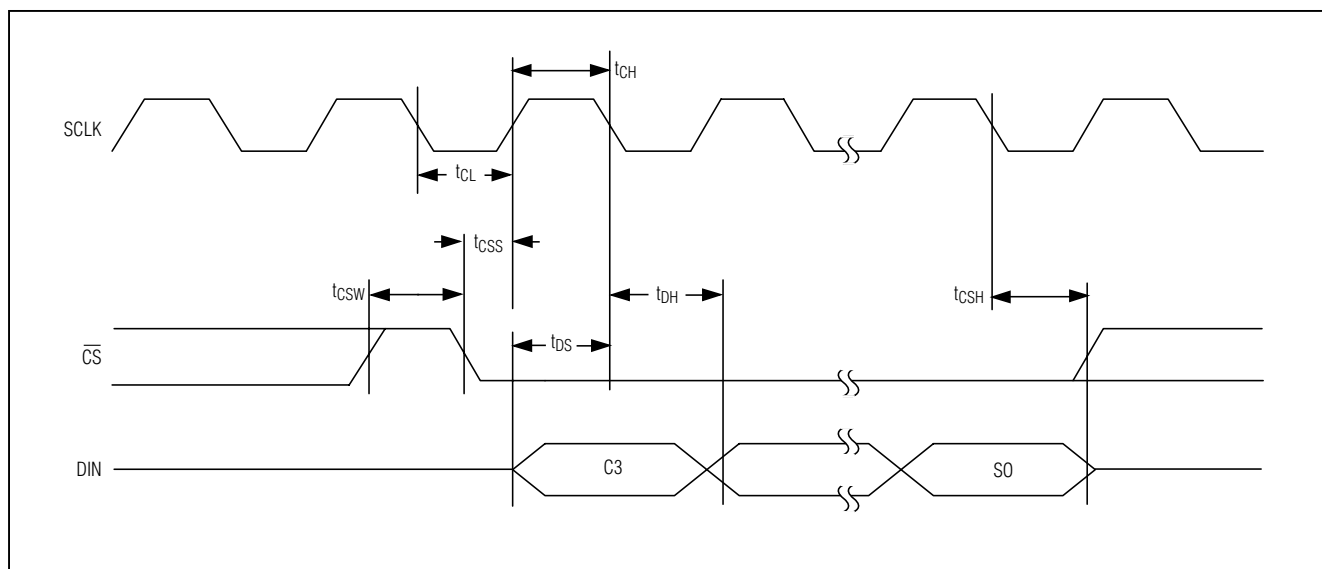 tCH
SCLK
tCL
tCSS
tCSW
tDH
tCSH
CS
tDS
DIN
C3
S0